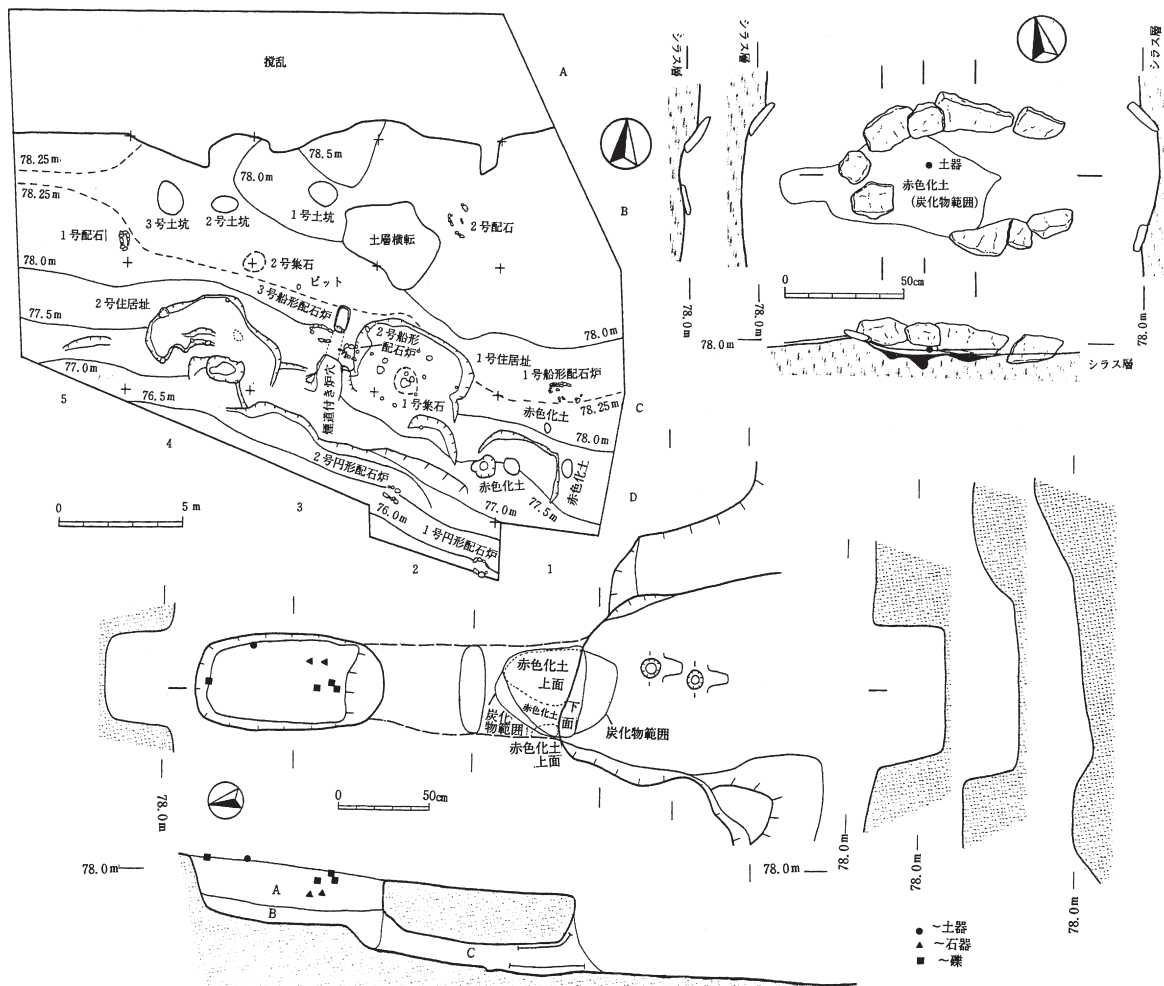 攪乱
A
B
C
D
78.25m
78.25m
78.5m
78.0m
3号土坑
2号土坑
1号土坑
2号配石
1号配石
土層横転
2号集石
ピット
78.0m
77.5m
2号住居址
3号船形配石炉
2号船形
配石炉
1号住居址
78.0m
1号船形配石炉
78.25m
煙道付き炉穴
1号集石
赤色化土
78.0m
77.0m
76.5m
5
4
3
2
1
2号円形配石炉
赤色化土
赤色化土
77.5m
77.0m
76.0m
1号円形配石炉
0 5m
シラス層
シラス層
シラス層
土器
赤色化土
(炭化物範囲)
0 50cm
78.0m
78.0m
78.0m
78.0m
シラス層
赤色化土
上面
赤色化土
下
面
炭化
物範囲
炭化物範囲
赤色化土
上面
78.0m
0 50cm
78.0m
78.0m
78.0m
78.0m
78.0m
A
B
C
●~土器
▲~石器
■~礫